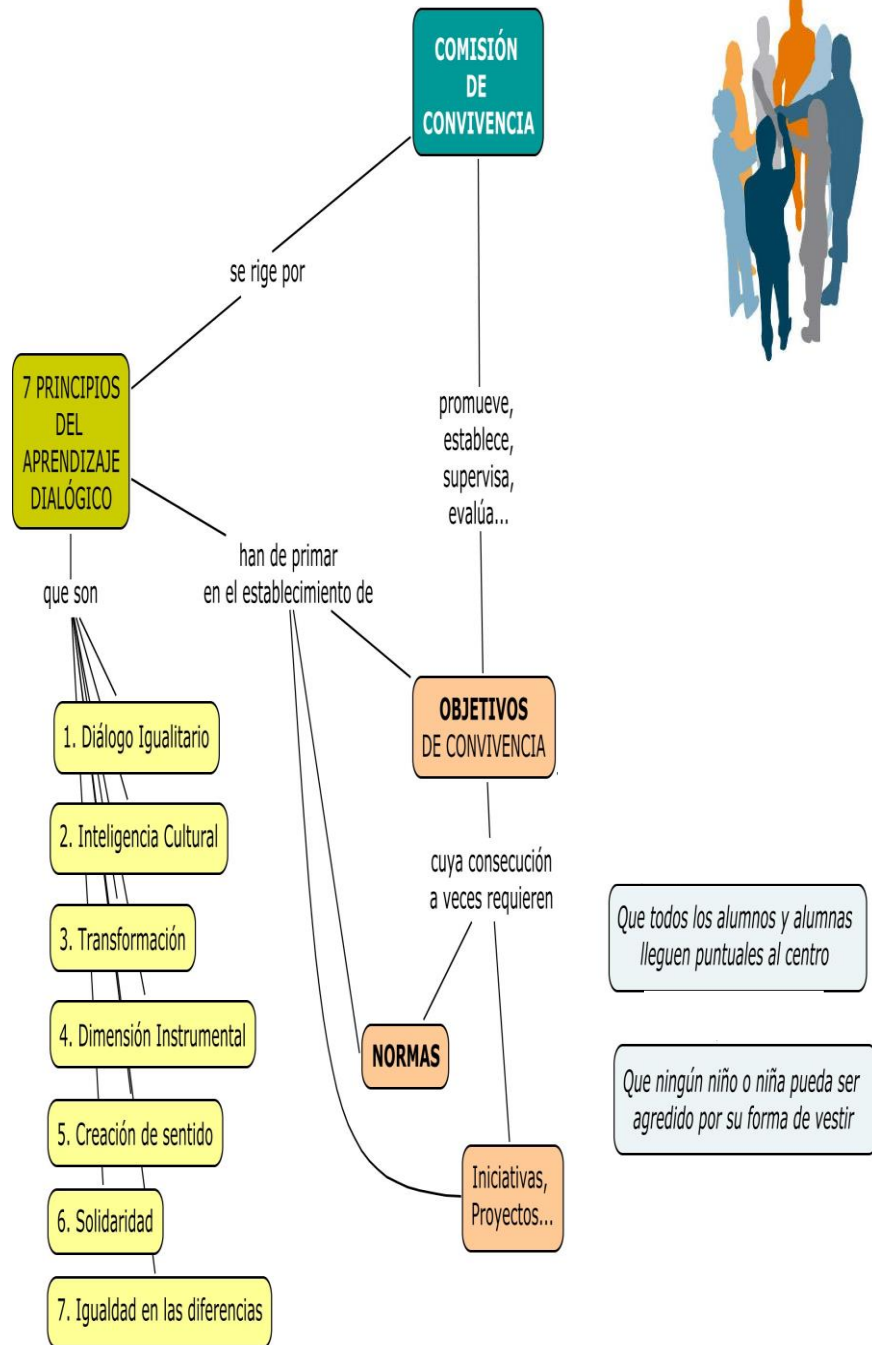 COMISIÓN
DE
CONVIVENCIA
se rige por
7 PRINCIPIOS
DEL
APRENDIZAJE
DIALÓGICO
promueve,
establece,
supervisa,
evalúa...
han de primar
en el establecimiento de
que son
1. Diálogo Igualitario
2. Inteligencia Cultural
3. Transformación
4. Dimensión Instrumental
5. Creación de sentido
6. Solidaridad
7. Igualdad en las diferencias
OBJETIVOS
DE CONVIVENCIA
cuya consecución
a veces requieren
NORMAS
Iniciativas,
Proyectos...
Que todos los alumnos y alumnas
lleguen puntuales al centro
Que ningún niño o niña pueda ser
agredido por su forma de vestir